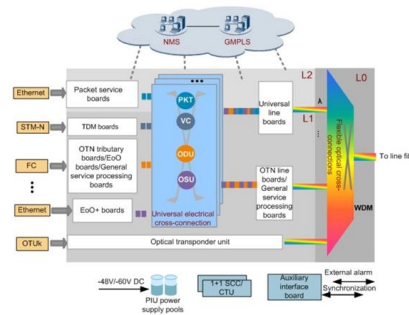 NMS
GMPLS
L2
L0
Ethernet
Packet service
boards
PKT
Universal
line
boards
L1
STM-N
TDM boards
VC
FC
OTN tributary
boards/EoO
boards/General
service processing
boards
ODU
OSU
OTN line
boards/
General
service
processing
boards
Flexible optical cross-
connections
To line fi
Ethernet
EoO+ boards
Universal electrical
cross-connection
WDM
OTUk
Optical transponder unit
-48V/-60V DC
PIU power
supply pools
1+1 SCC/
CTU
Auxiliary
interface
board
External alarm
Synchronization